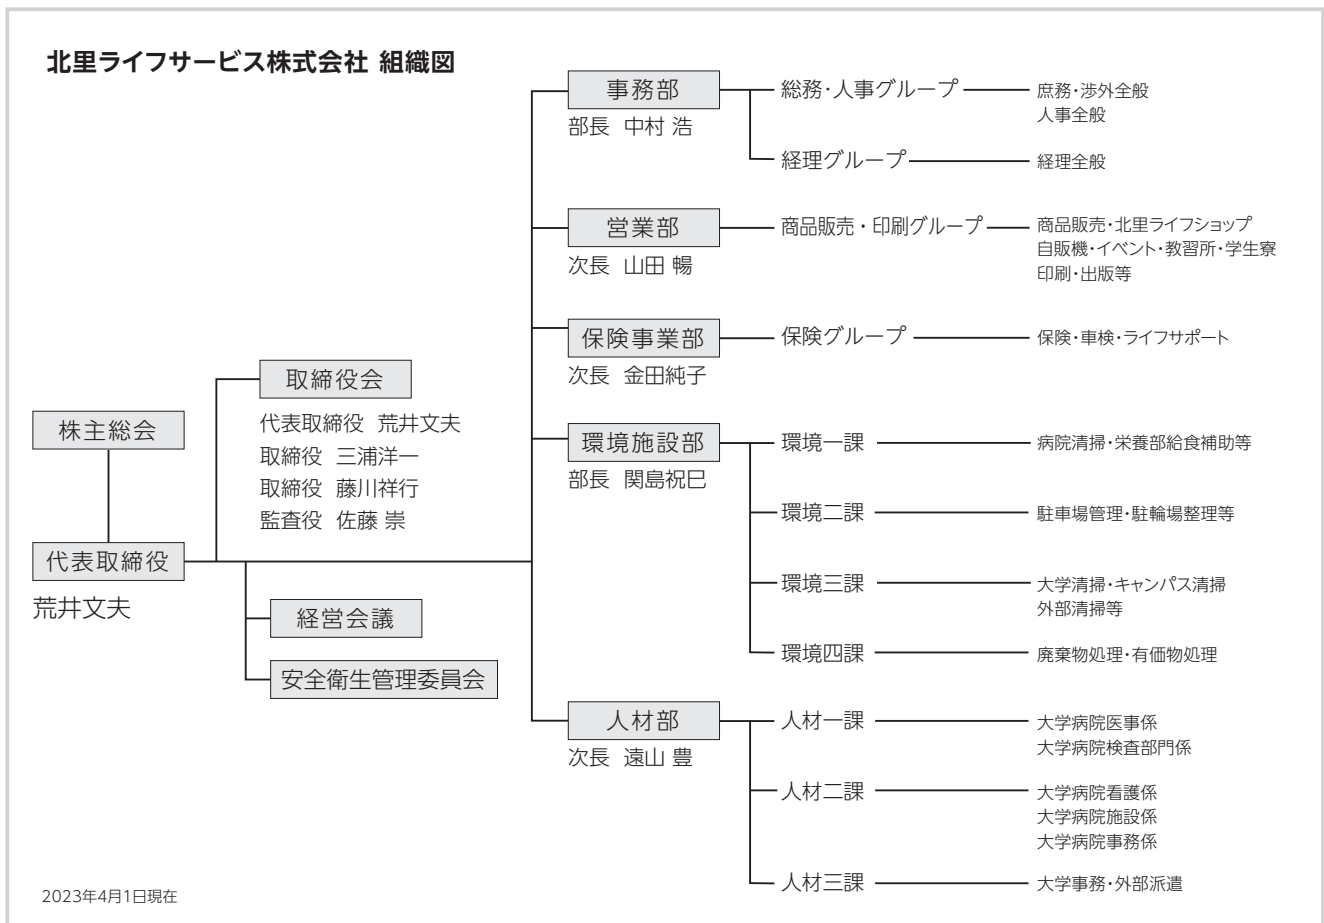 北里ライフサービス株式会社 組織図
株主総会
代表取締役
荒井文夫
取締役会
代表取締役 荒井文夫
取締役 三浦洋一
取締役 藤川祥行
監査役 佐藤 崇
経営会議
安全衛生管理委員会
事務部
部長 中村 浩
総務・人事グループ
庶務・渉外全般
人事全般
経理グループ
経理全般
営業部
次長 山田 暢
商品販売・印刷グループ
商品販売・北里ライフショップ
自販機・イベント・教習所・学生寮
印刷・出版等
保険事業部
次長 金田純子
保険グループ
保険・車検・ライフサポート
環境施設部
部長 関島祝巳
環境一課
病院清掃・栄養部給食補助等
環境二課
駐車場管理・駐輪場整理等
環境三課
大学清掃・キャンパス清掃
外部清掃等
環境四課
廃棄物処理・有価物処理
人材部
次長 遠山 豊
人材一課
大学病院医事係
大学病院検査部門係
人材二課
大学病院看護係
大学病院施設係
大学病院事務係
人材三課
大学事務・外部派遣
2023年4月1日現在